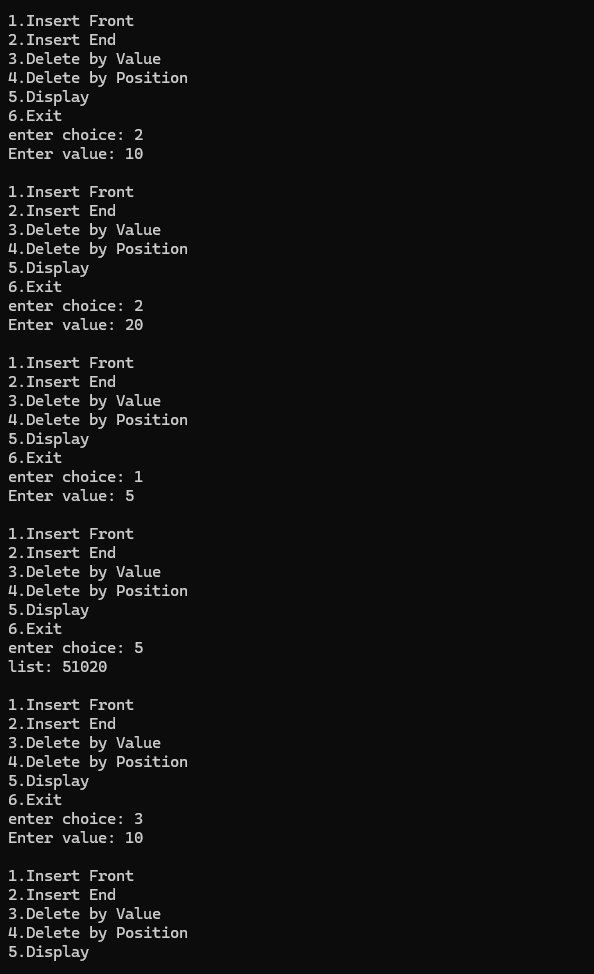 1.Insert Front
2.Insert End
3.Delete by Value
4.Delete by Position
5.Display
6.Exit
enter choice: 2
Enter value: 10

1.Insert Front
2.Insert End
3.Delete by Value
4.Delete by Position
5.Display
6.Exit
enter choice: 2
Enter value: 20

1.Insert Front
2.Insert End
3.Delete by Value
4.Delete by Position
5.Display
6.Exit
enter choice: 1
Enter value: 5

1.Insert Front
2.Insert End
3.Delete by Value
4.Delete by Position
5.Display
6.Exit
enter choice: 5
list: 51020

1.Insert Front
2.Insert End
3.Delete by Value
4.Delete by Position
5.Display
6.Exit
enter choice: 3
Enter value: 10

1.Insert Front
2.Insert End
3.Delete by Value
4.Delete by Position
5.Display